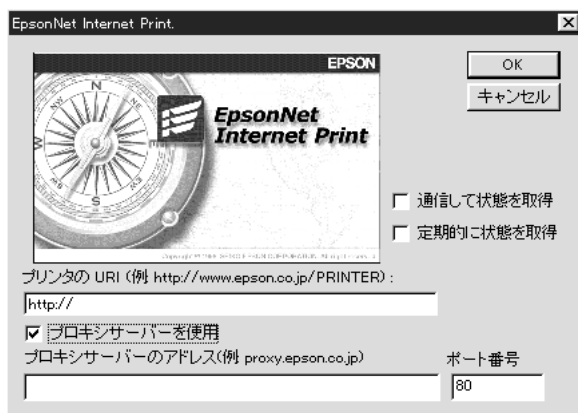 EpsonNet Internet Print.
EPSON
OK
キャンセル
N
NW
W
E
S
EpsonNet
Internet Print
通信して状態を取得
定期的に状態を取得
プリンタの URI (例 http://www.epson.co.jp/PRINTER) :
http://
プロキシサーバーを使用
プロキシサーバーのアドレス(例 proxy.epson.co.jp)
ポート番号
80